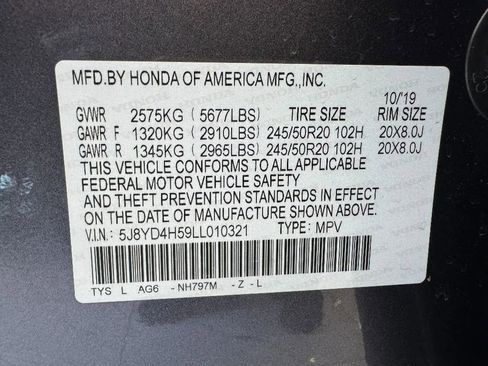 MFD.BY HONDA OF AMERICA MFG.,INC.
10/'19
GVWR 2575KG (5677LBS) TIRE SIZE RIM SIZE
GAWR F 1320KG (2910LBS) 245/50R20 102H 20X8.0J
GAWR R 1345KG (2965LBS) 245/50R20 102H 20X8.0J
THIS VEHICLE CONFORMS TO ALL APPLICABLE
FEDERAL MOTOR VEHICLE SAFETY
AND THEFT PREVENTION STANDARDS IN EFFECT
ON THE DATE OF MANUFACTURE SHOWN ABOVE.
V.I.N: 5J8YD4H59LL010321 TYPE: MPV
TYS L AG6 -NH797M -Z-L